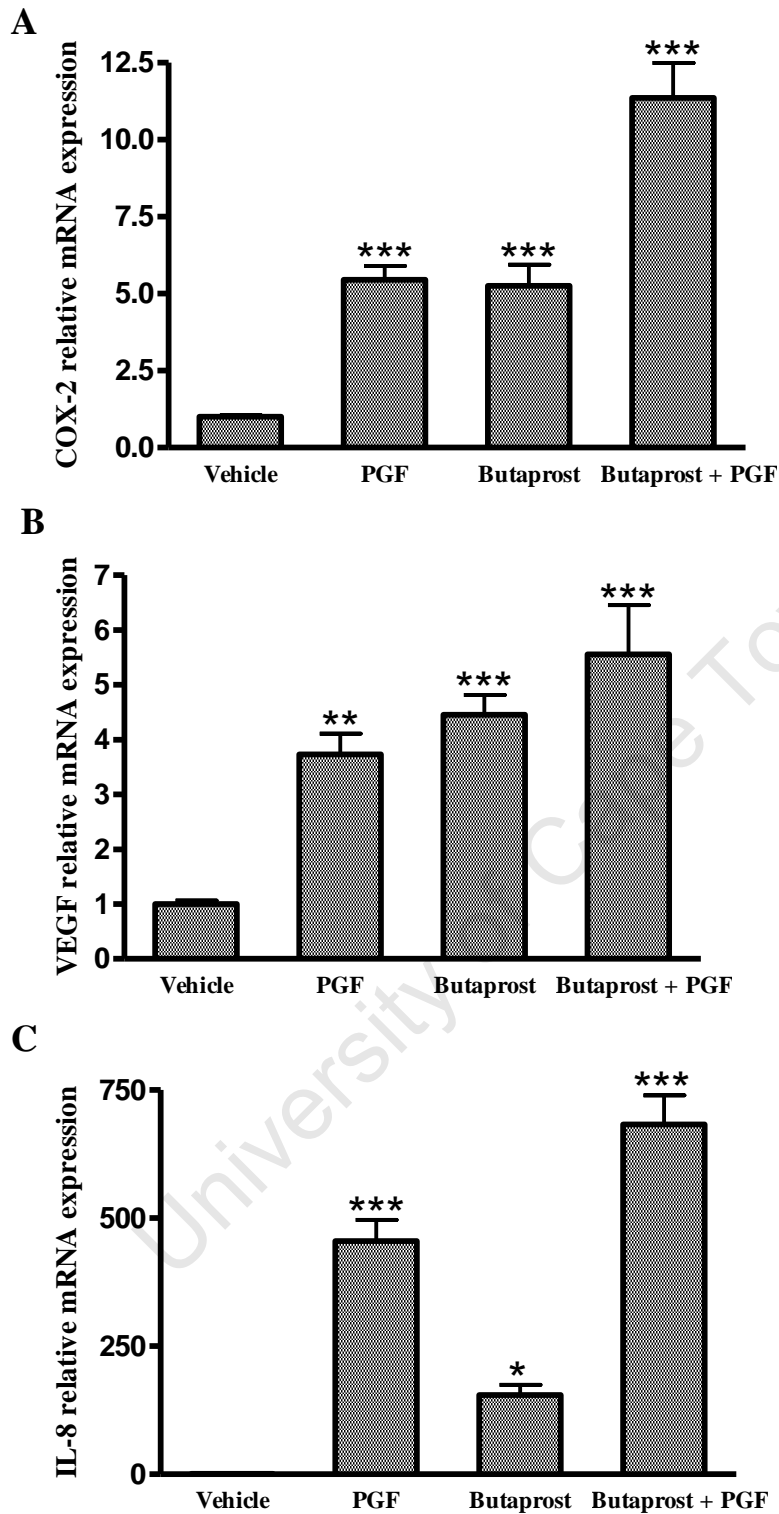 A
COX-2 relative mRNA expression
12.5
10.0
7.5
5.0
2.5
0.0
***
***
***
Vehicle PGF Butaprost Butaprost + PGF
B
VEGF relative mRNA expression
7
6
5
4
3
2
1
0
**
***
***
Vehicle PGF Butaprost Butaprost + PGF
C
IL-8 relative mRNA expression
750
500
250
0
***
*
***
Vehicle PGF Butaprost Butaprost + PGF
University